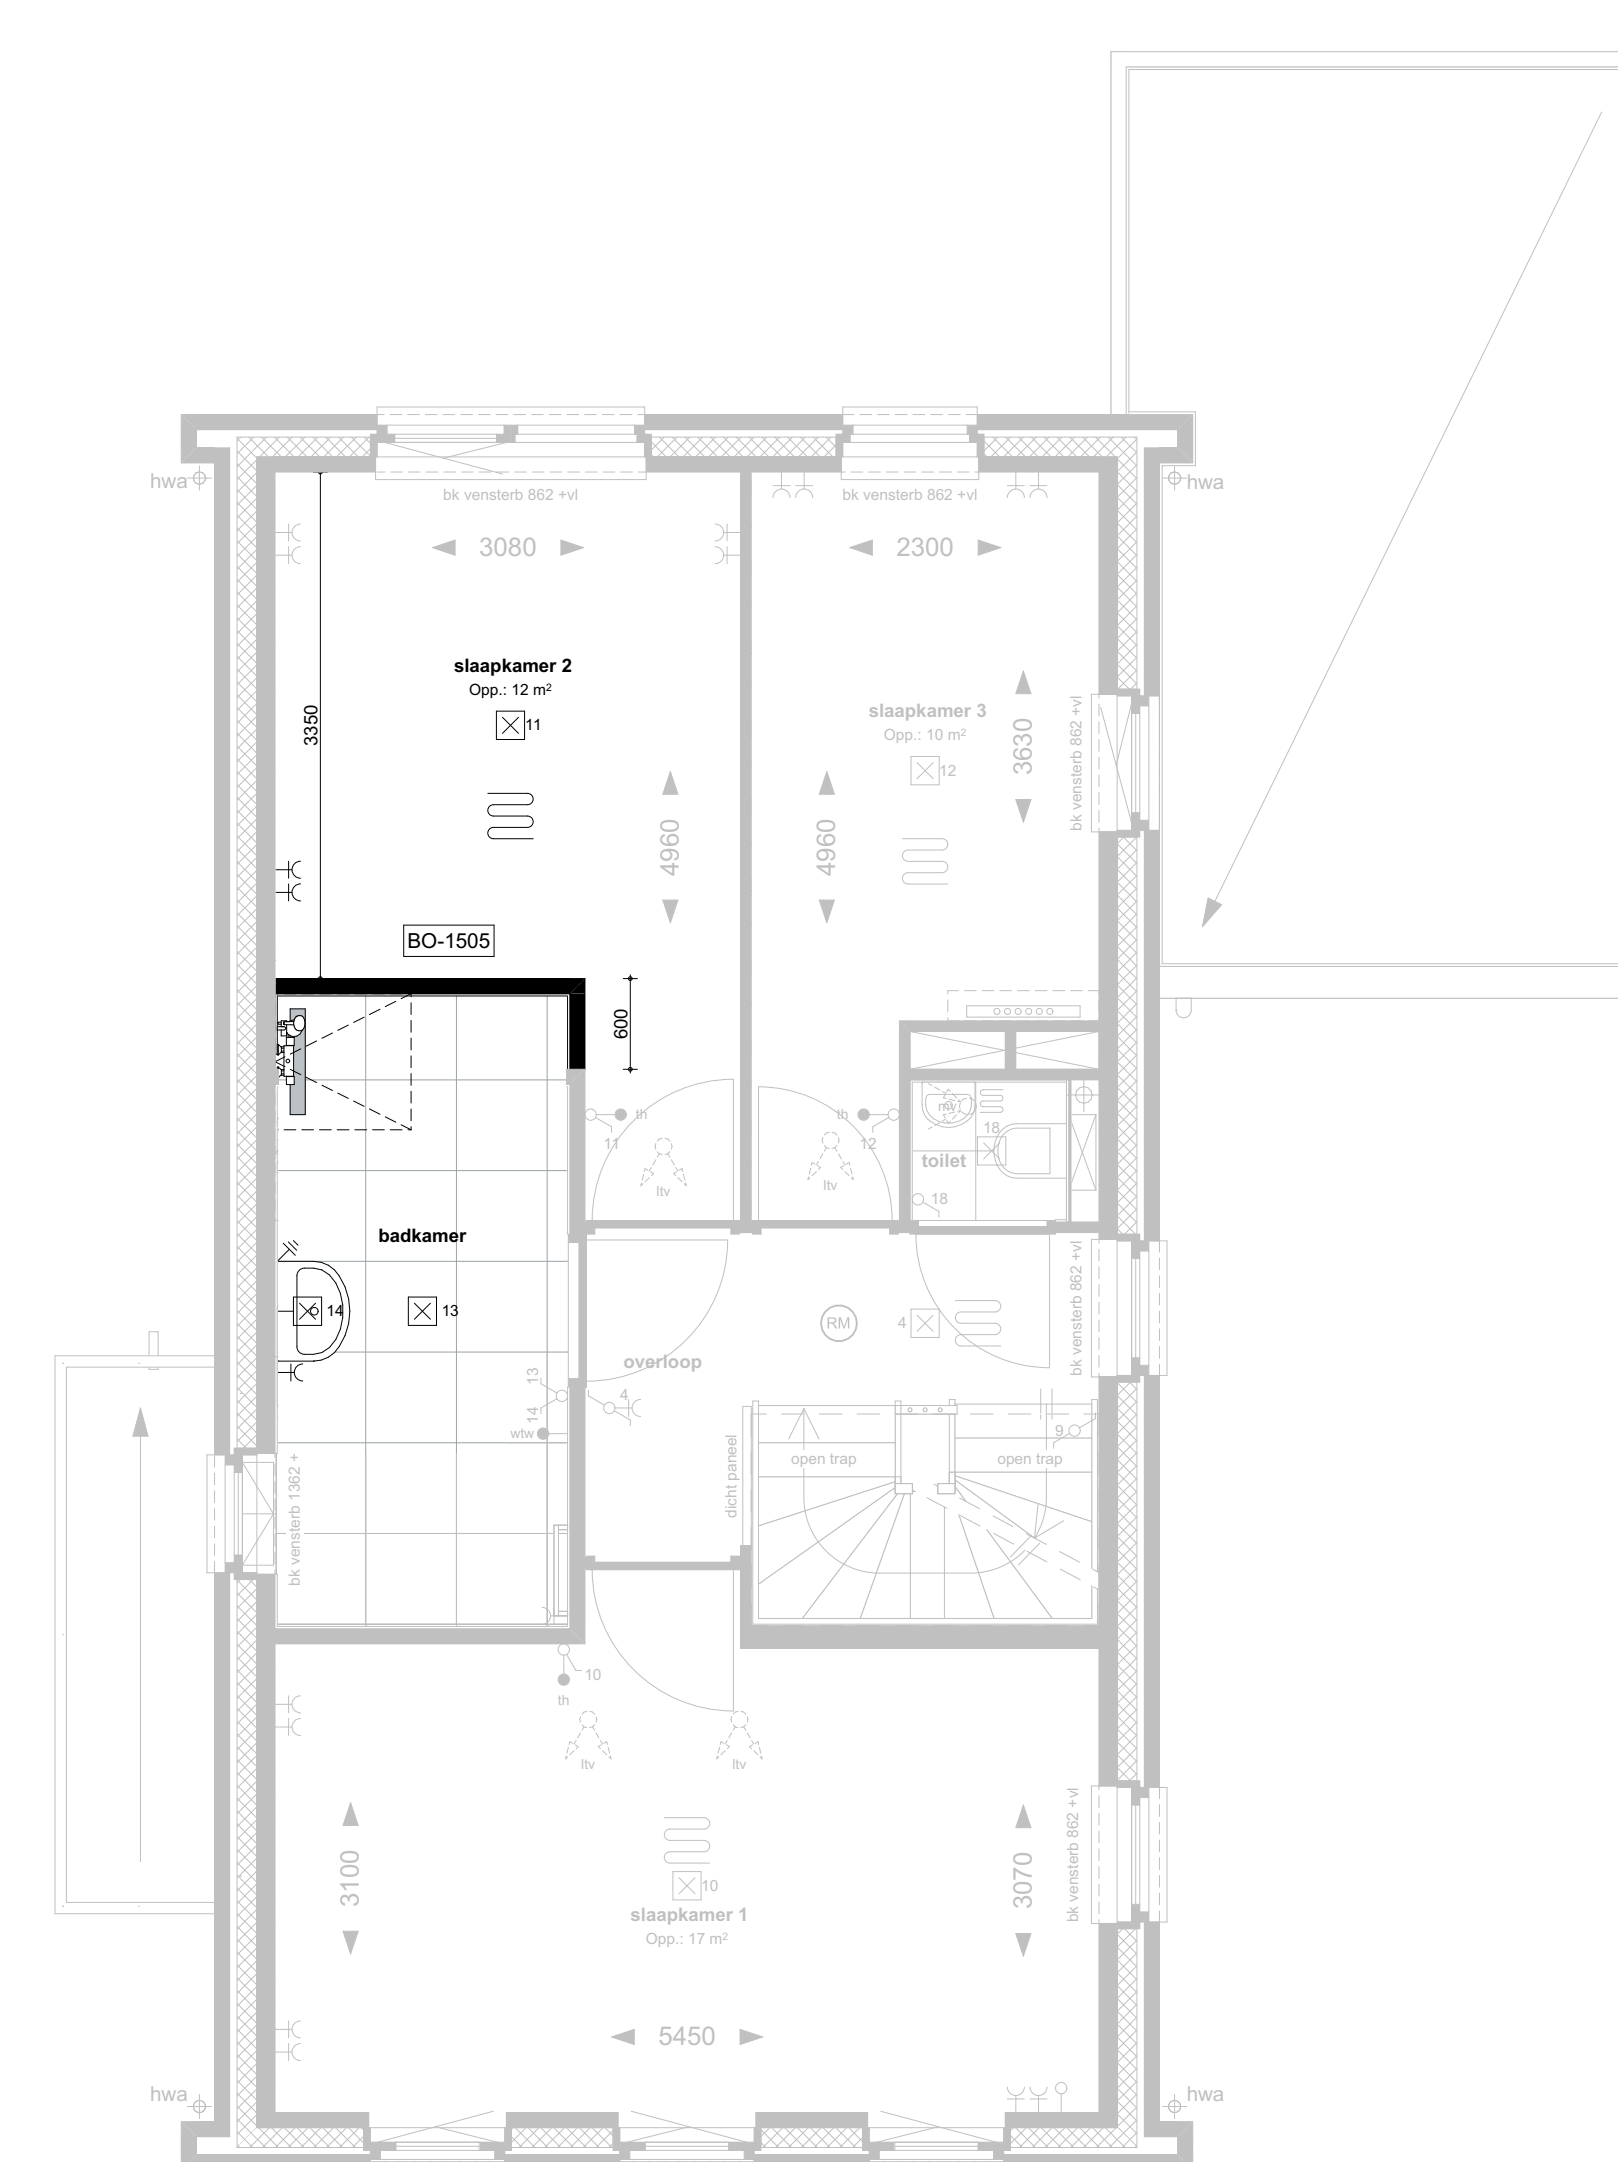 hwa
hwa
bk vensterb 862 +vl
bk vensterb 862 +vl
3080
2300
slaapkamer 2
Opp.: 12 m²
11
3350
slaapkamer 3
Opp.: 10 m²
12
3630
bk vensterb 862 +vl
4960
4960
BO-1505
600
th
11
ltv
th
12
ltv
mv
18
toilet
18
badkamer
14
13
RM
4
bk vensterb 862 +vl
overloop
13
14
4
wtw
9
dicht paneel
open trap
open trap
bk vensterb 1362 +
10
th
ltv
ltv
3100
3070
bk vensterb 862 +vl
10
slaapkamer 1
Opp.: 17 m²
5450
hwa
hwa